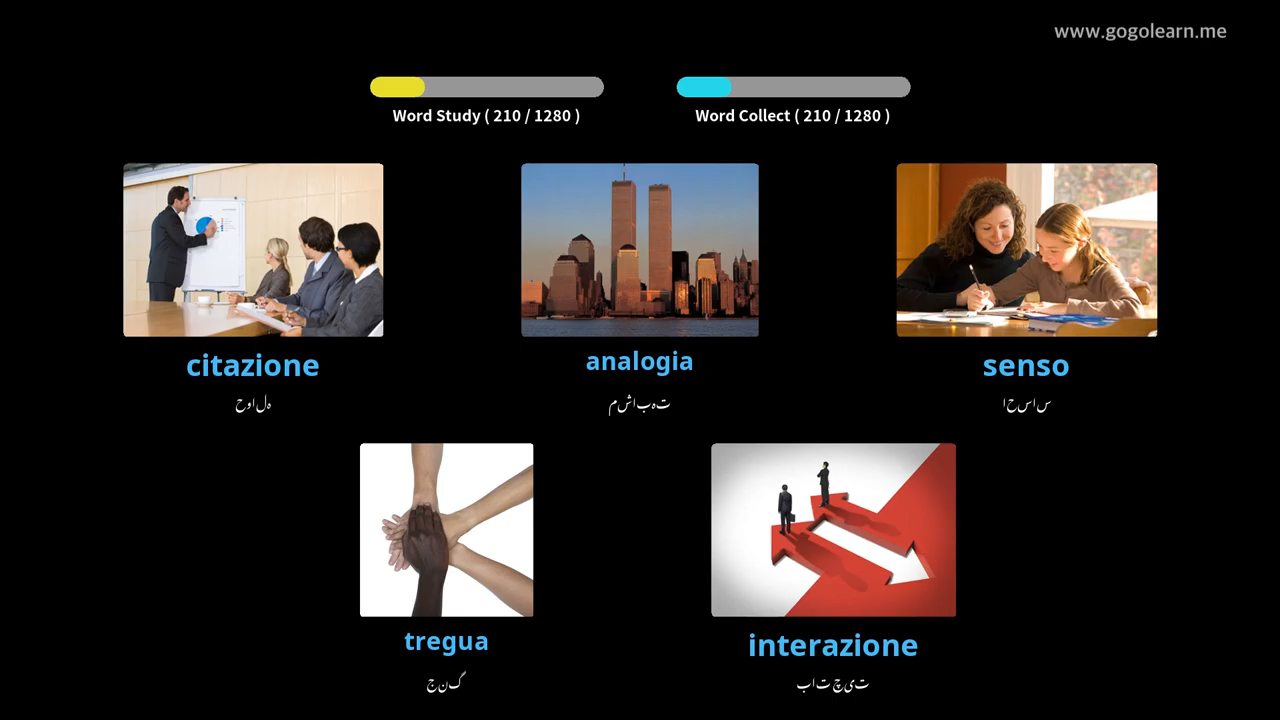 www.gogolearn.me
Word Study ( 210 / 1280 )
Word Collect ( 210 / 1280 )
citazione
حوالہ
analogia
مشابہت
senso
احساس
tregua
جنگ
interazione
بات چیت